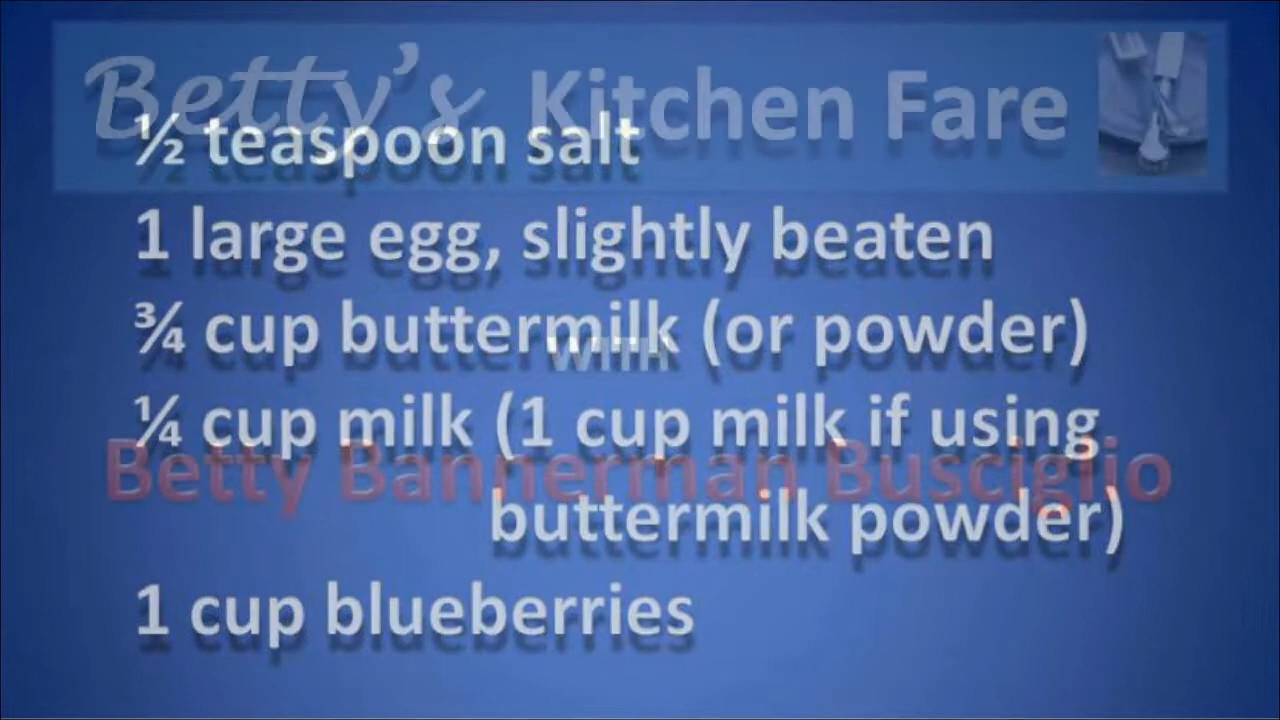 Betty's Kitchen Fare
½ teaspoon salt
1 large egg, slightly beaten
¾ cup buttermilk (or powder)
with
¼ cup milk (1 cup milk if using
Betty Bannerman Busciglio
buttermilk powder)
1 cup blueberries